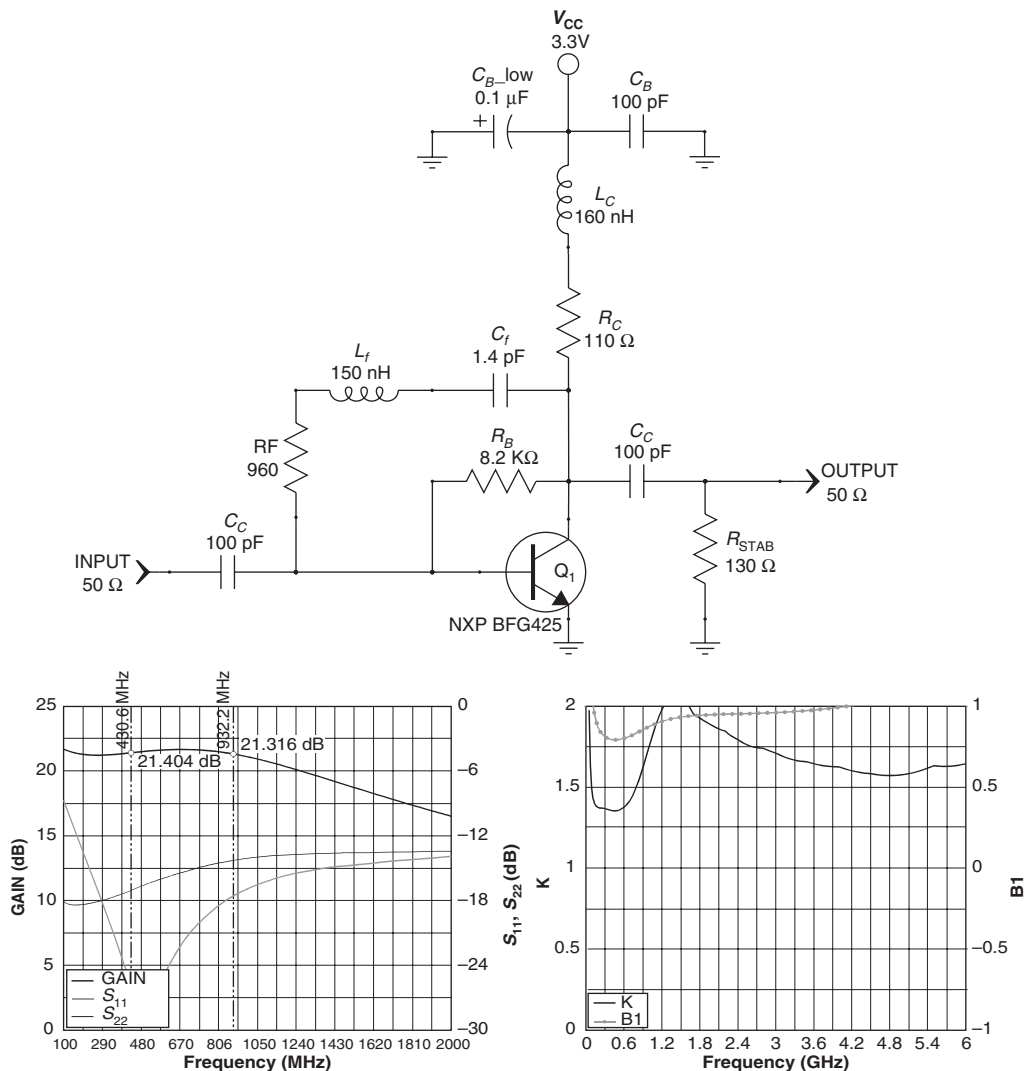 V_CC
3.3V
C_B_low
0.1 µF
+
C_B
100 pF
L_C
160 nH
R_C
110 Ω
L_f
150 nH
C_f
1.4 pF
RF
960
R_B
8.2 KΩ
C_C
100 pF
OUTPUT
50 Ω
C_C
100 pF
INPUT
50 Ω
Q_1
R_STAB
130 Ω
NXP BFG425
430.6 MHz
932.2 MHz
21.404 dB
21.316 dB
25
20
15
10
5
0
GAIN (dB)
0
−6
−12
−18
−24
−30
S_11, S_22 (dB)
GAIN
S_11
S_22
100 290 480 670 860 1050 1240 1430 1620 1810 2000
Frequency (MHz)
2
1.5
1
0.5
0
K
1
0.5
0
−0.5
−1
B1
K
B1
0 0.6 1.2 1.8 2.4 3 3.6 4.2 4.8 5.4 6
Frequency (GHz)